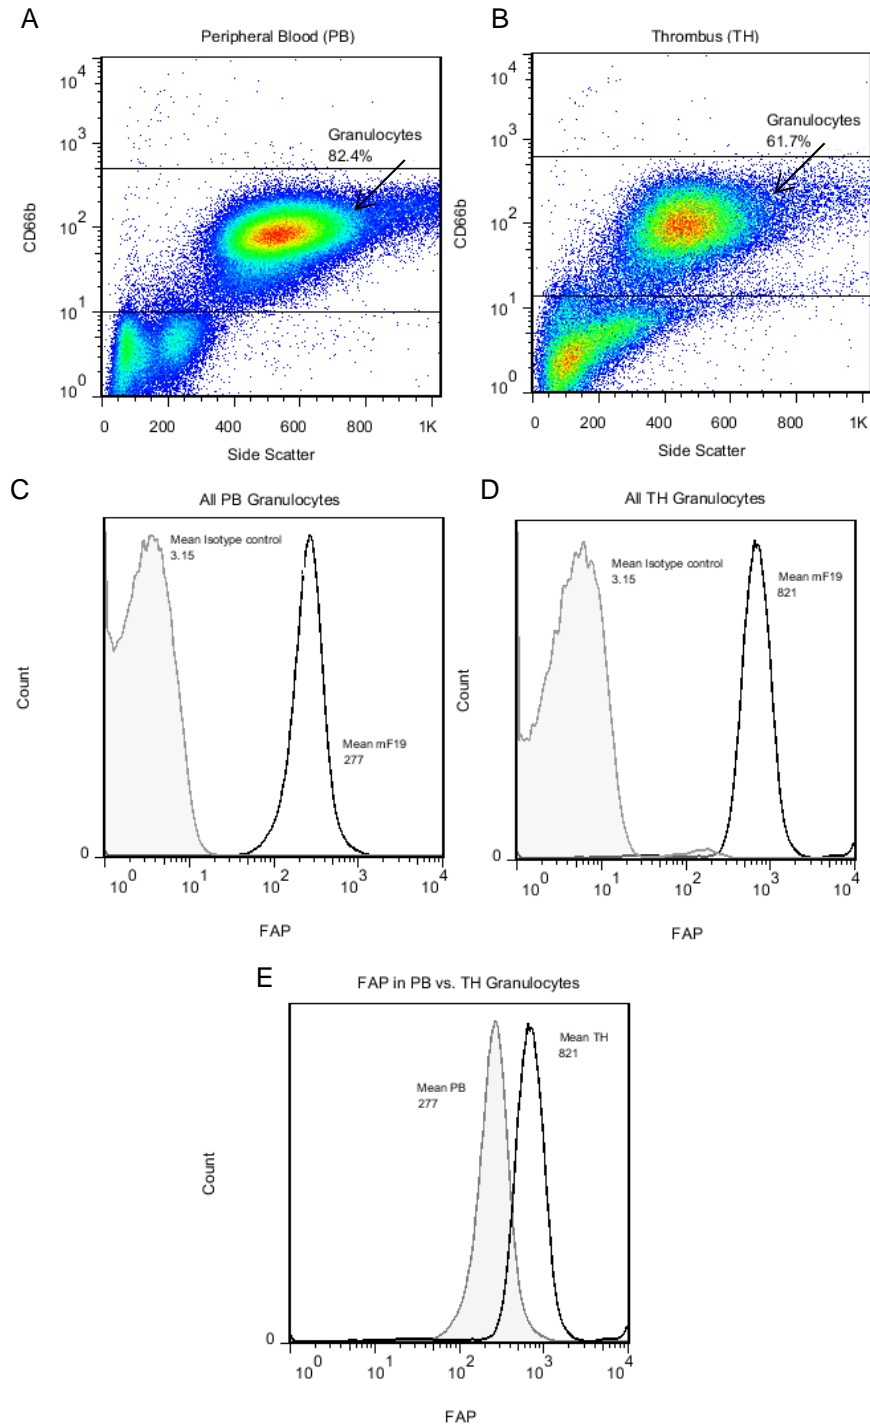 A
Peripheral Blood (PB)
10^4
10^3
10^2
10^1
10^0
CD66b
Granulocytes
82.4%
0 200 400 600 800 1K
Side Scatter
B
Thrombus (TH)
10^4
10^3
10^2
10^1
10^0
CD66b
Granulocytes
61.7%
0 200 400 600 800 1K
Side Scatter
C
All PB Granulocytes
Mean Isotype control
3.15
Mean mF19
277
Count
0
10^0 10^1 10^2 10^3 10^4
FAP
D
All TH Granulocytes
Mean Isotype control
3.15
Mean mF19
821
Count
0
10^0 10^1 10^2 10^3 10^4
FAP
E
FAP in PB vs. TH Granulocytes
Mean TH
821
Mean PB
277
Count
0
10^0 10^1 10^2 10^3 10^4
FAP